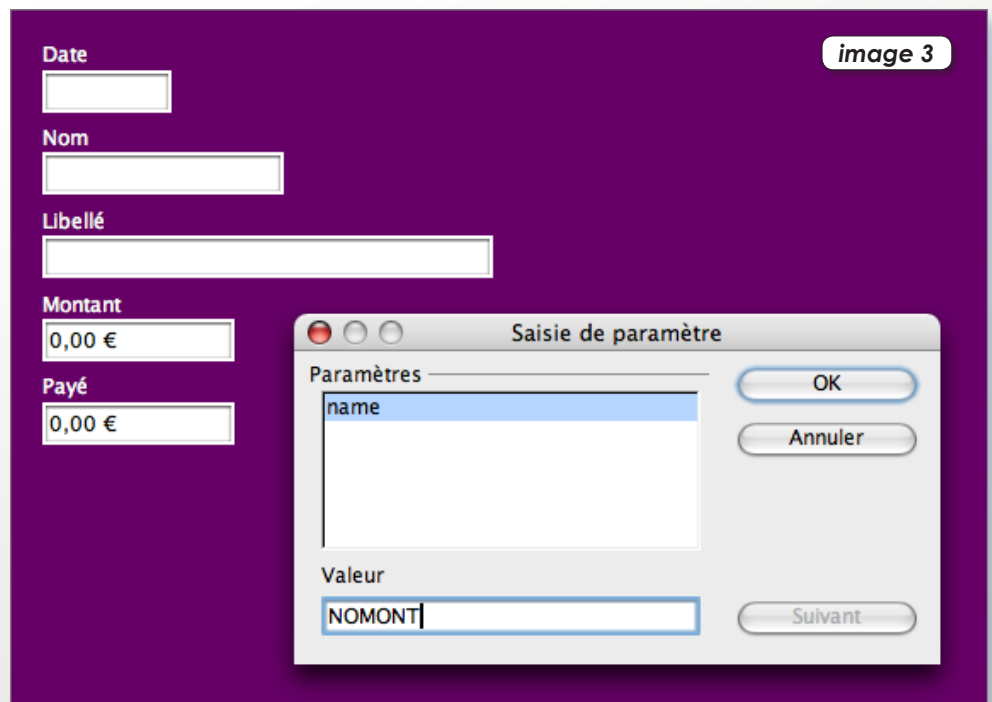 Date
image 3
Nom
Libellé
Montant
0,00 €
Payé
0,00 €
Saisie de paramètre
Paramètres
name
OK
Annuler
Valeur
NOMONT
Suivant